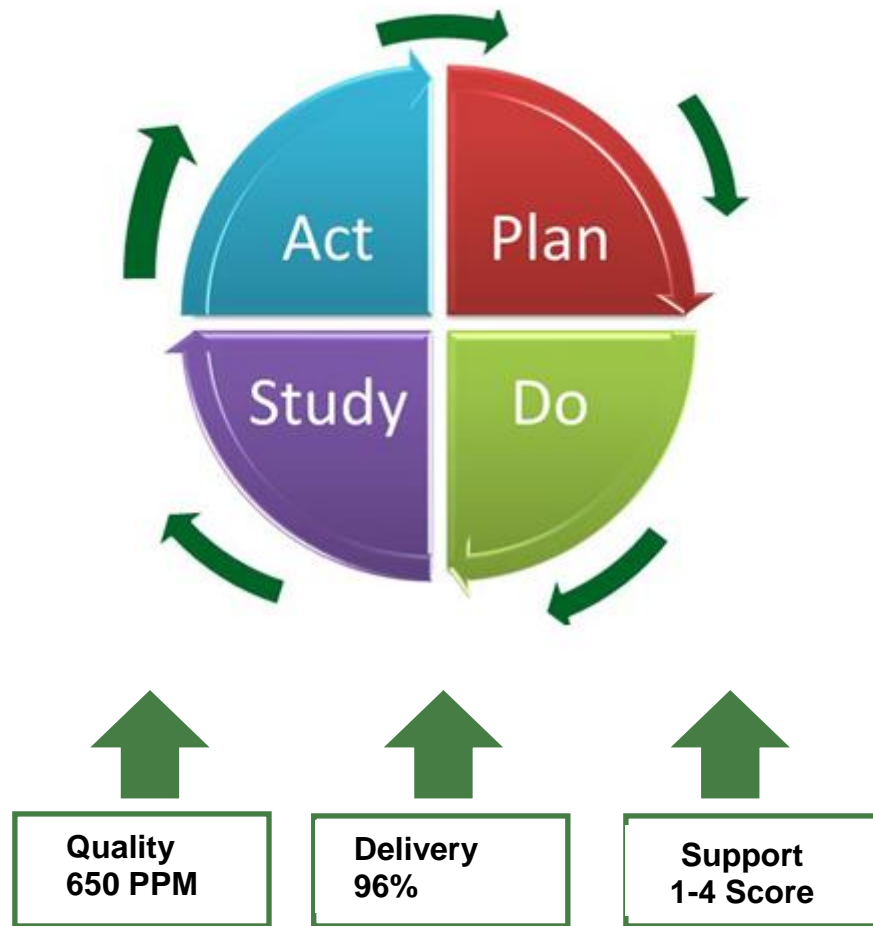 Act
Plan
Study
Do
Quality
650 PPM
Delivery
96%
Support
1-4 Score